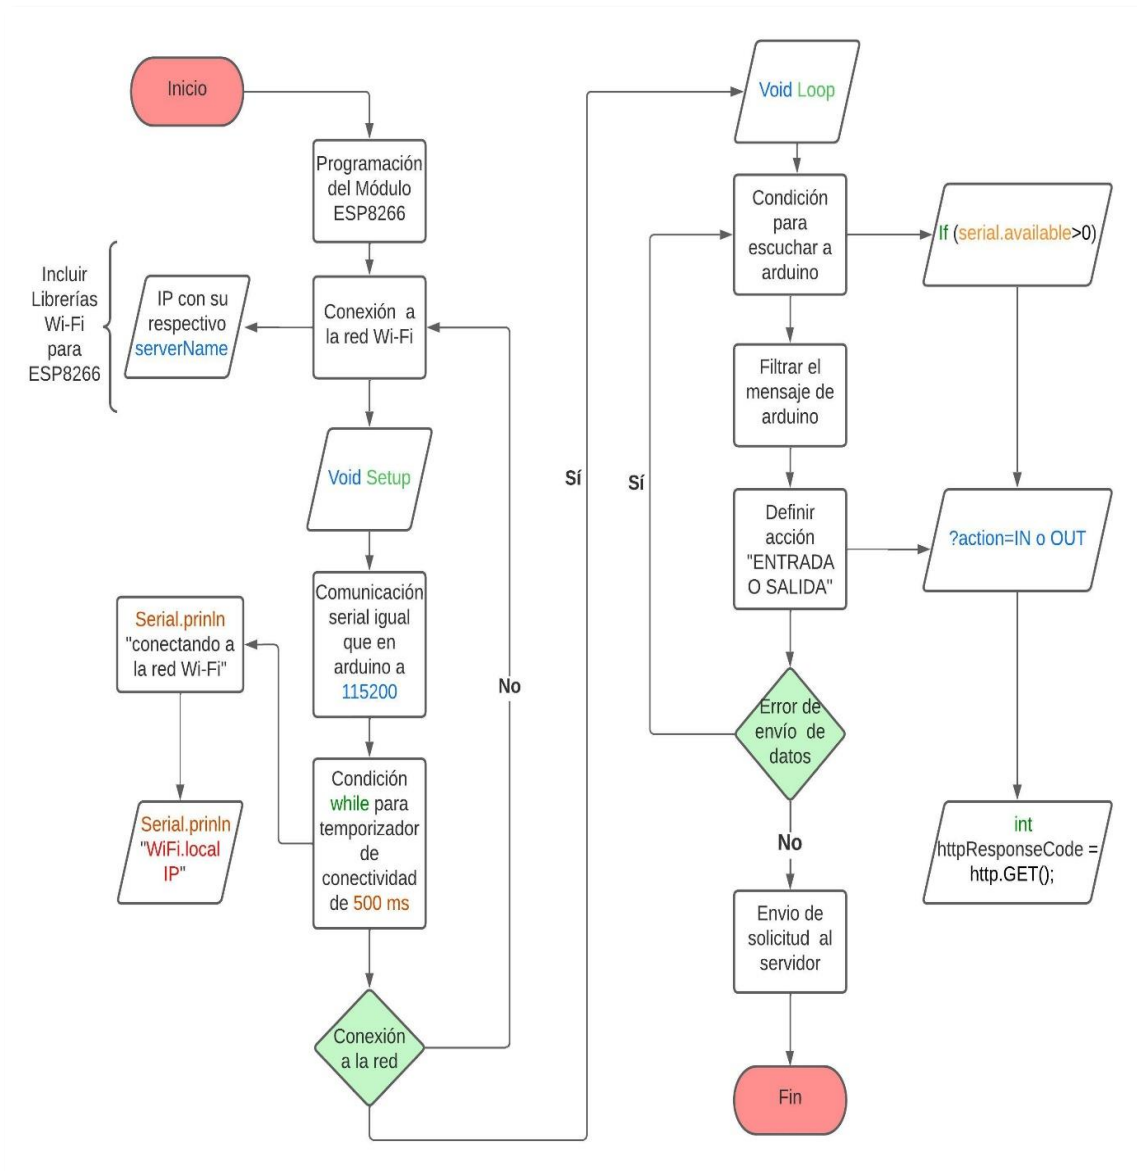 Inicio
Programación
del Módulo
ESP8266
Incluir
Librerías
Wi-Fi
para
ESP8266
IP con su
respectivo
serverName
Conexión a
la red Wi-Fi
Void Setup
Comunicación
serial igual
que en
arduino a
115200
Serial.prinln
"conectando a
la red Wi-Fi"
Serial.prinln
"WiFi.local
IP"
Condición
while para
temporizador
de
conectividad
de 500 ms
No
Conexión
a la red
Sí
Void Loop
Condición
para
escuchar a
arduino
If (serial.available>0)
Filtrar el
mensaje de
arduino
Sí
Definir
acción
"ENTRADA
O SALIDA"
?action=IN o OUT
Error de
envío de
datos
No
int
httpResponseCode =
http.GET();
Envio de
solicitud al
servidor
Fin